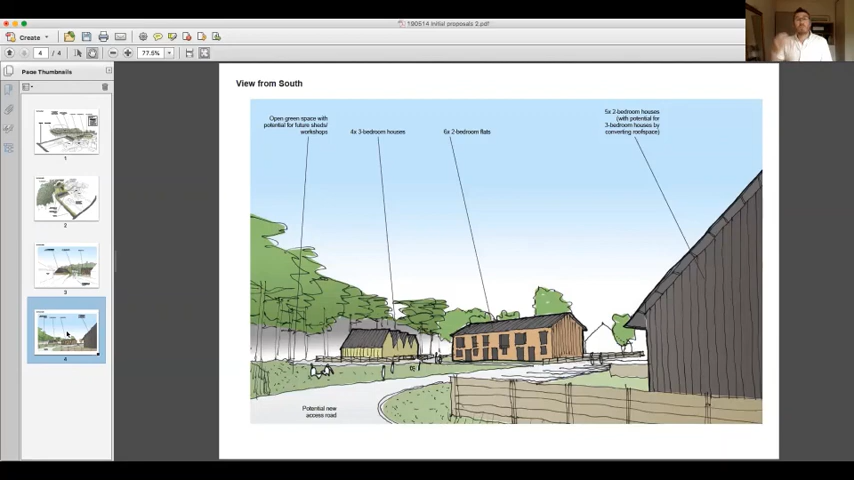 190514 Initial proposals 2.pdf
Create
4 / 4
77.5%
Page Thumbnails
1
2
3
4
View from South
Open green space with
potential for future sheds/
workshops
4x 3-bedroom houses
6x 2-bedroom flats
5x 2-bedroom houses
(with potential for
3-bedroom houses by
converting roofspace)
Potential new
access road